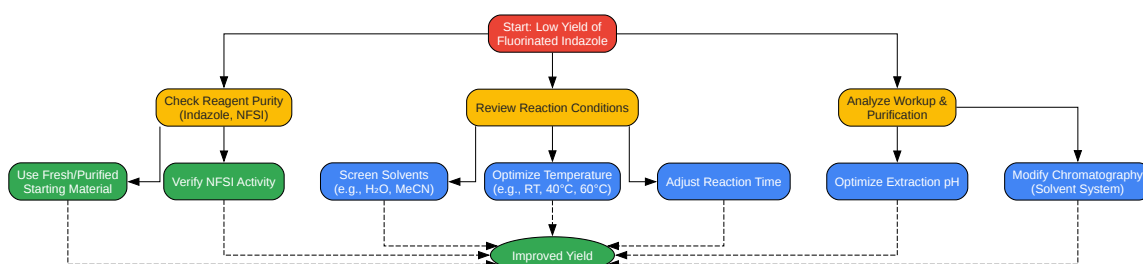 Start: Low Yield of
Fluorinated Indazole
Check Reagent Purity
(Indazole, NFSI)
Review Reaction Conditions
Analyze Workup &
Purification
Use Fresh/Purified
Starting Material
Verify NFSI Activity
Screen Solvents
(e.g., H₂O, MeCN)
Optimize Temperature
(e.g., RT, 40°C, 60°C)
Adjust Reaction Time
Optimize Extraction pH
Modify Chromatography
(Solvent System)
Improved Yield